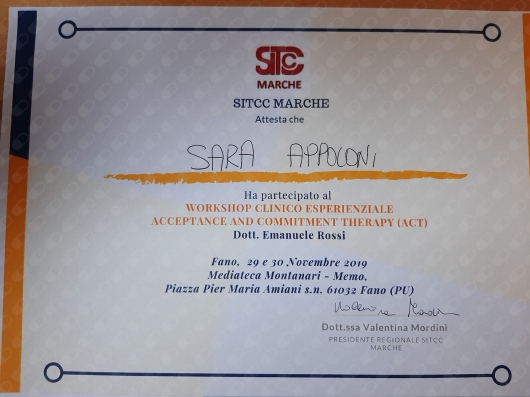 SITCC
MARCHE
SITCC MARCHE
Attesta che
SARA APPOLONI
Ha partecipato al
WORKSHOP CLINICO ESPERIENZIALE
ACCEPTANCE AND COMMITMENT THERAPY (ACT)
Dott. Emanuele Rossi
Fano, 29 e 30 Novembre 2019
Mediateca Montanari - Memo,
Piazza Pier Maria Amiani s.n. 61032 Fano (PU)
Dott.ssa Valentina Mordini
PRESIDENTE REGIONALE SITCC
MARCHE